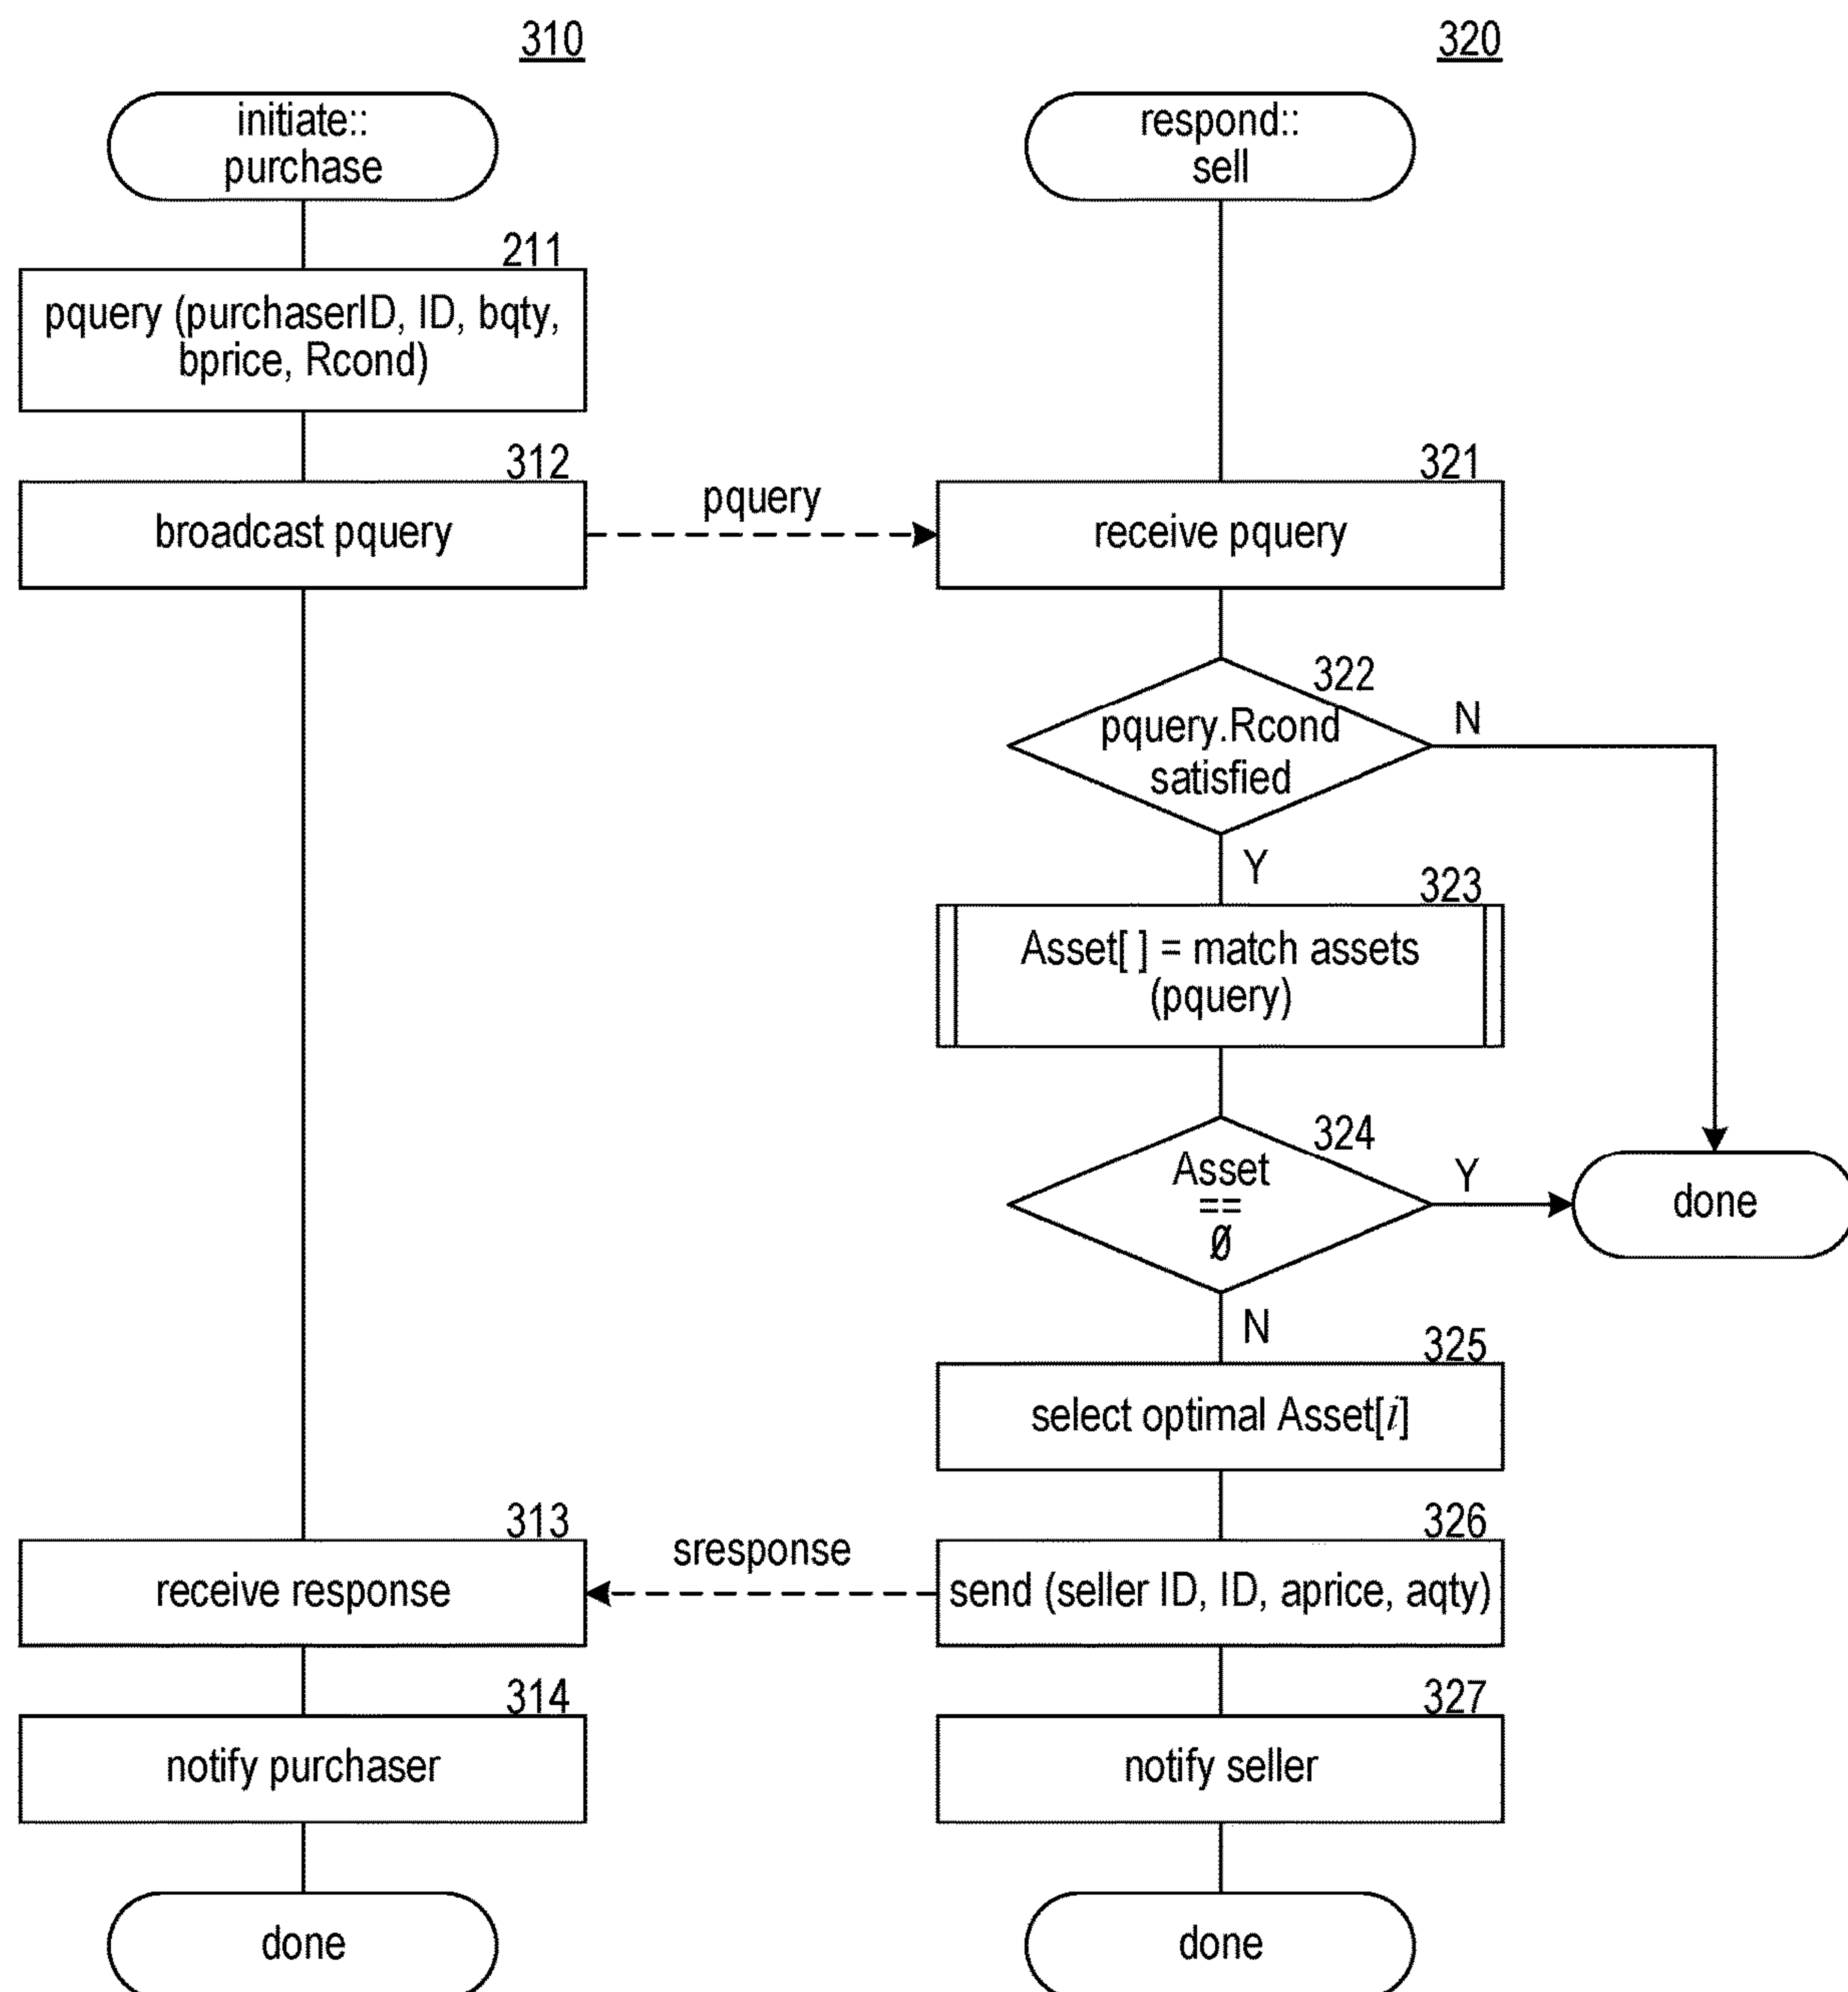 310
initiate::
purchase
211
pquery (purchaserID, ID, bqty,
bprice, Rcond)
312
broadcast pquery
pquery
313
receive response
sresponse
314
notify purchaser
done
320
respond::
sell
321
receive pquery
322
pquery.Rcond
satisfied
N
Y
323
Asset[ ] = match assets
(pquery)
324
Asset
==
Ø
Y
done
N
325
select optimal Asset[i]
326
send (seller ID, ID, aprice, aqty)
327
notify seller
done